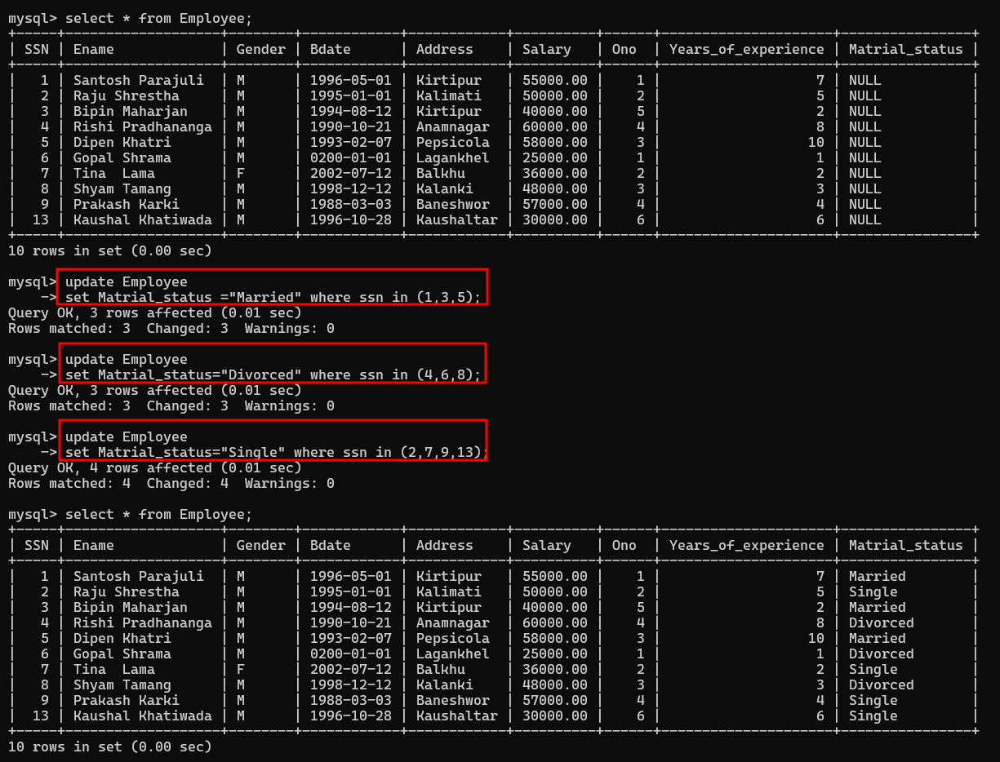 mysql> select * from Employee;
+-----+-------------------+--------+------------+------------+----------+------+---------------------+----------------+
| SSN | Ename             | Gender | Bdate      | Address    | Salary   | Ono  | Years_of_experience | Matrial_status |
+-----+-------------------+--------+------------+------------+----------+------+---------------------+----------------+
|   1 | Santosh Parajuli  | M      | 1996-05-01 | Kirtipur   | 55000.00 |    1 |                   7 | NULL           |
|   2 | Raju Shrestha     | M      | 1995-01-01 | Kalimati   | 50000.00 |    2 |                   5 | NULL           |
|   3 | Bipin Maharjan    | M      | 1994-08-12 | Kirtipur   | 40000.00 |    5 |                   2 | NULL           |
|   4 | Rishi Pradhananga | M      | 1990-10-21 | Anamnagar  | 60000.00 |    4 |                   8 | NULL           |
|   5 | Dipen Khatri      | M      | 1993-02-07 | Pepsicola  | 58000.00 |    3 |                  10 | NULL           |
|   6 | Gopal Shrama      | M      | 0200-01-01 | Lagankhel  | 25000.00 |    1 |                   1 | NULL           |
|   7 | Tina  Lama        | F      | 2002-07-12 | Balkhu     | 36000.00 |    2 |                   2 | NULL           |
|   8 | Shyam Tamang      | M      | 1998-12-12 | Kalanki    | 48000.00 |    3 |                   3 | NULL           |
|   9 | Prakash Karki     | M      | 1988-03-03 | Baneshwor  | 57000.00 |    4 |                   4 | NULL           |
|  13 | Kaushal Khatiwada | M      | 1996-10-28 | Kaushaltar | 30000.00 |    6 |                   6 | NULL           |
+-----+-------------------+--------+------------+------------+----------+------+---------------------+----------------+
10 rows in set (0.00 sec)
mysql> update Employee
    -> set Matrial_status ="Married" where ssn in (1,3,5);
Query OK, 3 rows affected (0.01 sec)
Rows matched: 3  Changed: 3  Warnings: 0
mysql> update Employee
    -> set Matrial_status="Divorced" where ssn in (4,6,8);
Query OK, 3 rows affected (0.01 sec)
Rows matched: 3  Changed: 3  Warnings: 0
mysql> update Employee
    -> set Matrial_status="Single" where ssn in (2,7,9,13);
Query OK, 4 rows affected (0.01 sec)
Rows matched: 4  Changed: 4  Warnings: 0
mysql> select * from Employee;
+-----+-------------------+--------+------------+------------+----------+------+---------------------+----------------+
| SSN | Ename             | Gender | Bdate      | Address    | Salary   | Ono  | Years_of_experience | Matrial_status |
+-----+-------------------+--------+------------+------------+----------+------+---------------------+----------------+
|   1 | Santosh Parajuli  | M      | 1996-05-01 | Kirtipur   | 55000.00 |    1 |                   7 | Married        |
|   2 | Raju Shrestha     | M      | 1995-01-01 | Kalimati   | 50000.00 |    2 |                   5 | Single         |
|   3 | Bipin Maharjan    | M      | 1994-08-12 | Kirtipur   | 40000.00 |    5 |                   2 | Married        |
|   4 | Rishi Pradhananga | M      | 1990-10-21 | Anamnagar  | 60000.00 |    4 |                   8 | Divorced       |
|   5 | Dipen Khatri      | M      | 1993-02-07 | Pepsicola  | 58000.00 |    3 |                  10 | Married        |
|   6 | Gopal Shrama      | M      | 0200-01-01 | Lagankhel  | 25000.00 |    1 |                   1 | Divorced       |
|   7 | Tina  Lama        | F      | 2002-07-12 | Balkhu     | 36000.00 |    2 |                   2 | Single         |
|   8 | Shyam Tamang      | M      | 1998-12-12 | Kalanki    | 48000.00 |    3 |                   3 | Divorced       |
|   9 | Prakash Karki     | M      | 1988-03-03 | Baneshwor  | 57000.00 |    4 |                   4 | Single         |
|  13 | Kaushal Khatiwada | M      | 1996-10-28 | Kaushaltar | 30000.00 |    6 |                   6 | Single         |
+-----+-------------------+--------+------------+------------+----------+------+---------------------+----------------+
10 rows in set (0.00 sec)